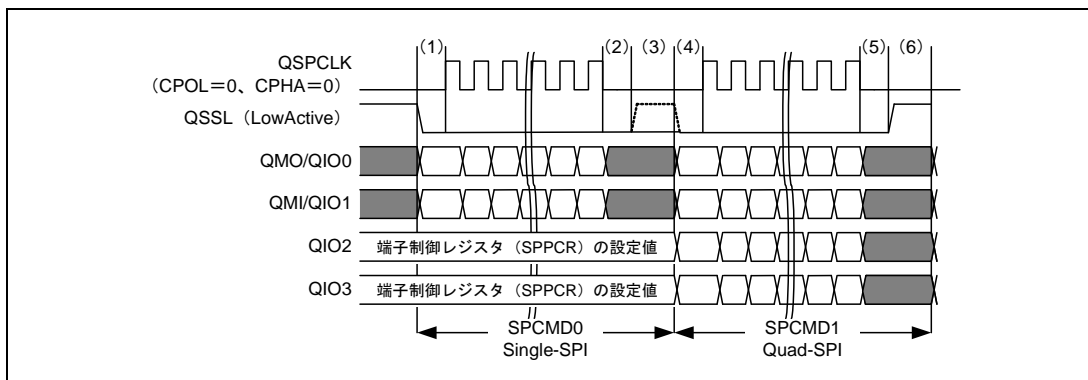 (1) (2) (3) (4) (5) (6)
QSPCLK
(CPOL=0、CPHA=0)
QSSL (LowActive)
QMO/QIO0
QMI/QIO1
QIO2 端子制御レジスタ(SPPCR)の設定値
QIO3 端子制御レジスタ(SPPCR)の設定値
SPCMD0 SPCMD1
Single-SPI Quad-SPI